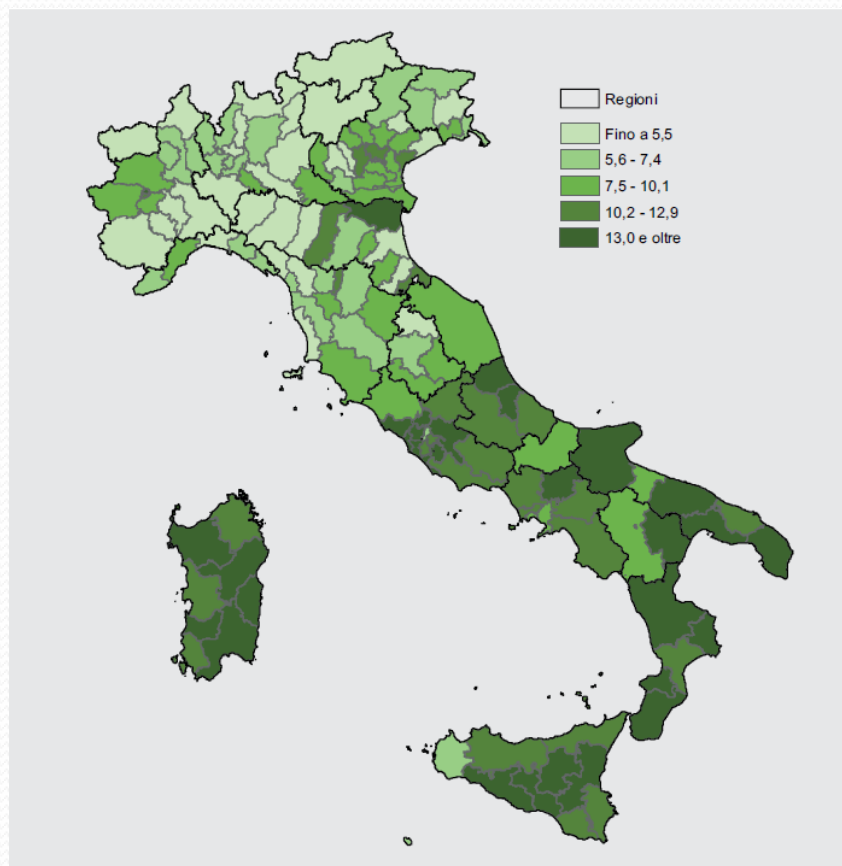 Regioni
Fino a 5,5
5,6 - 7,4
7,5 - 10,1
10,2 - 12,9
13,0 e oltre